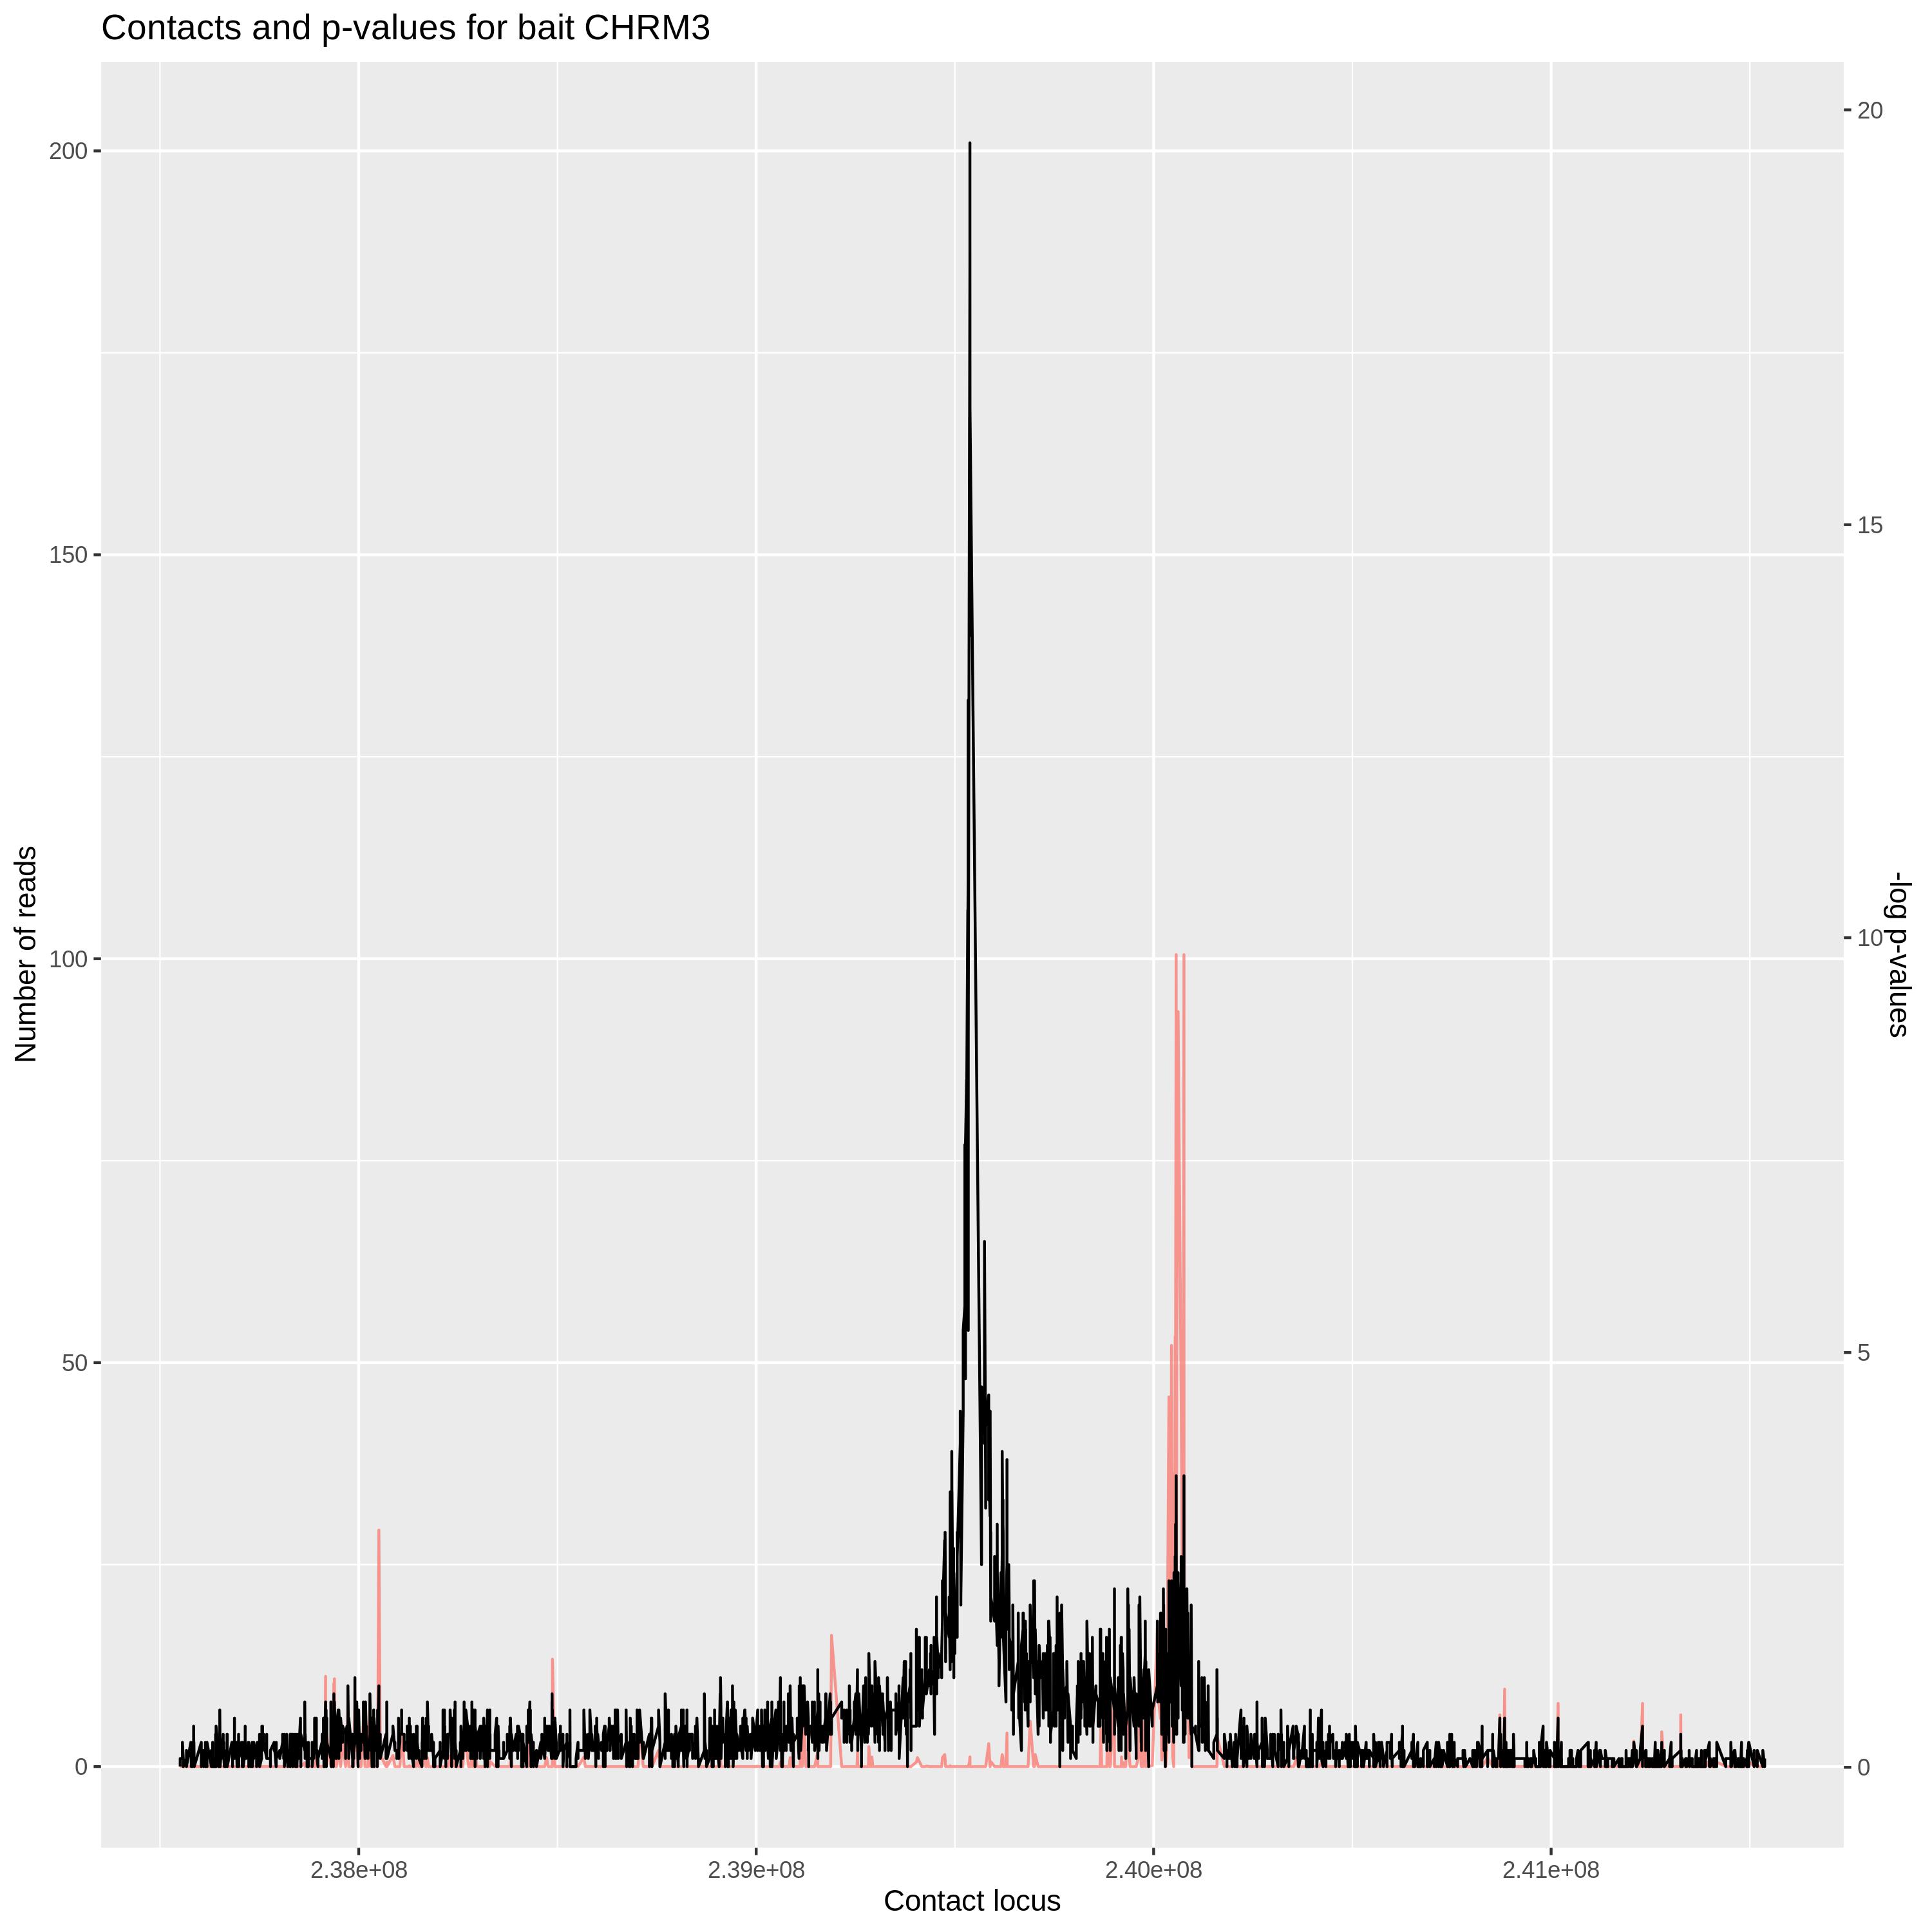 Contacts and p-values for bait CHRM3
200
150
100
50
0
Number of reads
20
15
10
5
0
-log p-values
2.38e+08 2.39e+08 2.40e+08 2.41e+08
Contact locus